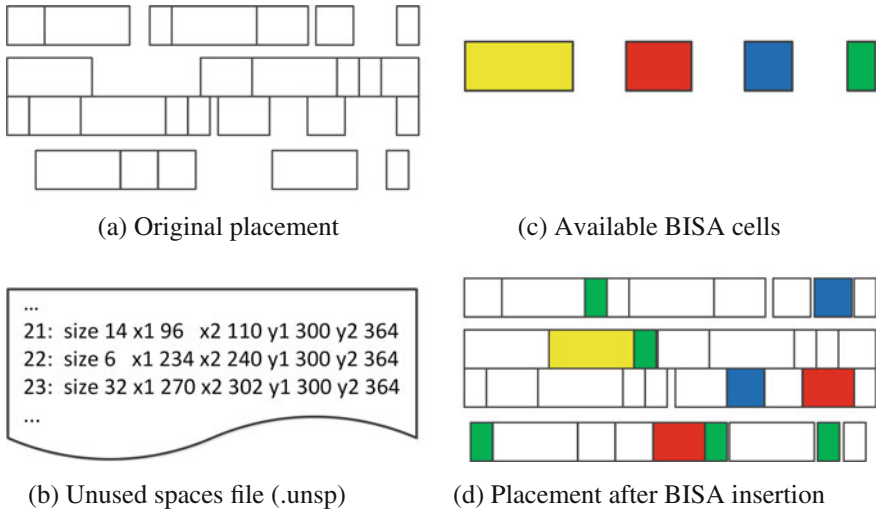 (a) Original placement
(c) Available BISA cells
...
21: size 14 x1 96 x2 110 y1 300 y2 364
22: size 6 x1 234 x2 240 y1 300 y2 364
23: size 32 x1 270 x2 302 y1 300 y2 364
...
(b) Unused spaces file (.unsp)
(d) Placement after BISA insertion